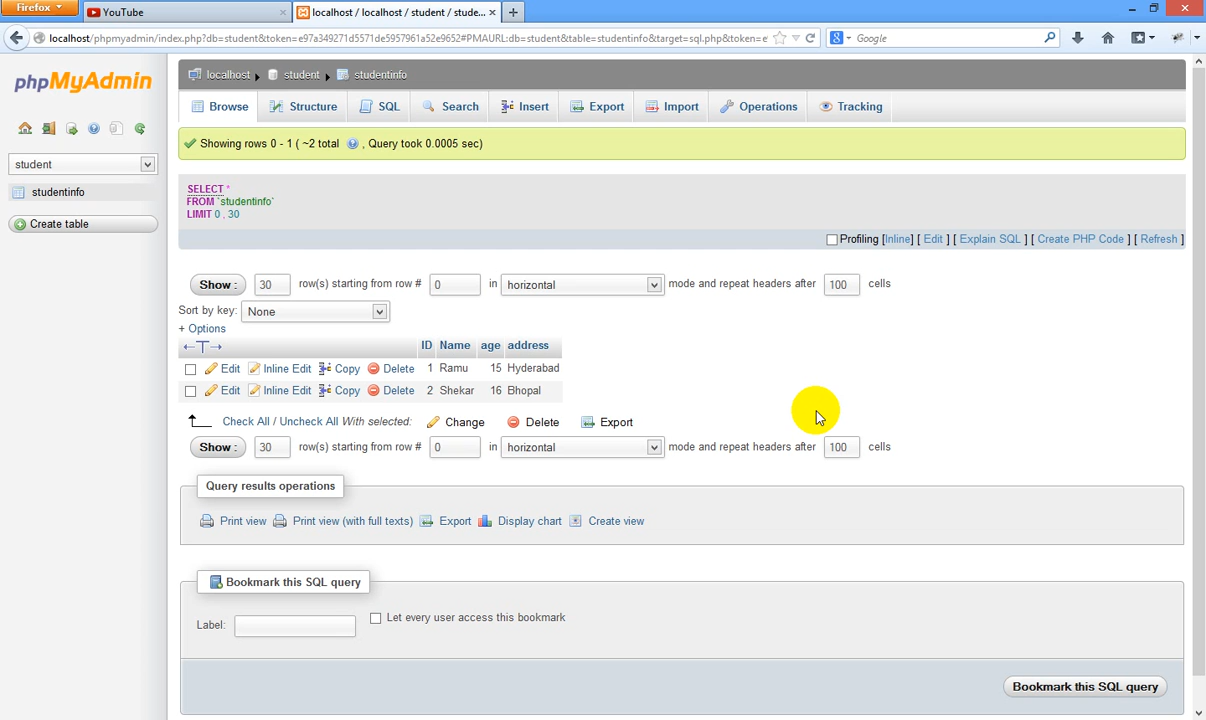 Firefox
YouTube
localhost / localhost / student / stude...
localhost/phpmyadmin/index.php?db=student&token=e97a349271d5571de5957961a52e9652#PMAURL:db=student&table=studentinfo&target=sql.php&token=e
Google
phpMyAdmin
localhost student studentinfo
Browse Structure SQL Search Insert Export Import Operations Tracking
Showing rows 0 - 1 ( ~2 total , Query took 0.0005 sec)
student
studentinfo
Create table
SELECT *
FROM `studentinfo`
LIMIT 0 , 30
Profiling [Inline] [ Edit ] [ Explain SQL ] [ Create PHP Code ] [ Refresh ]
Show : 30 row(s) starting from row # 0 in horizontal mode and repeat headers after 100 cells
Sort by key: None
+ Options
←T→ ID Name age address
Edit Inline Edit Copy Delete 1 Ramu 15 Hyderabad
Edit Inline Edit Copy Delete 2 Shekar 16 Bhopal
Check All / Uncheck All With selected: Change Delete Export
Show : 30 row(s) starting from row # 0 in horizontal mode and repeat headers after 100 cells
Query results operations
Print view Print view (with full texts) Export Display chart Create view
Bookmark this SQL query
Label: Let every user access this bookmark
Bookmark this SQL query